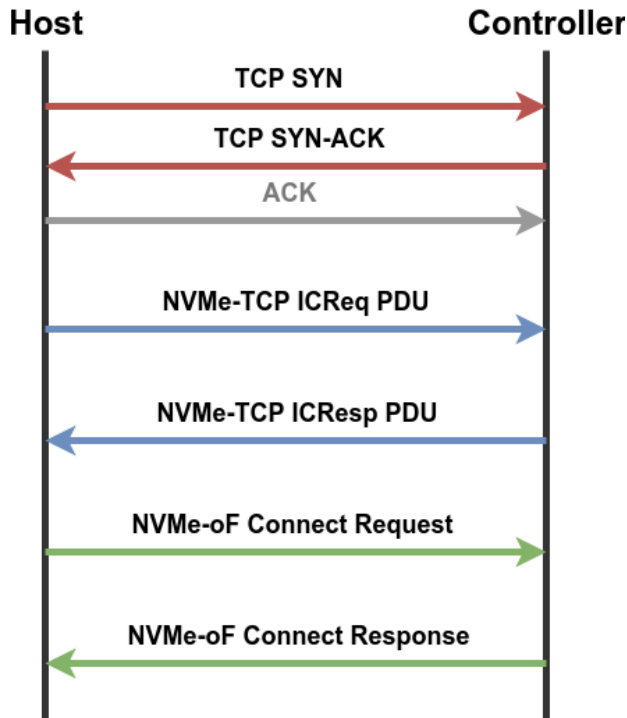 Host
Controller
TCP SYN
TCP SYN-ACK
ACK
NVMe-TCP ICReq PDU
NVMe-TCP ICResp PDU
NVMe-oF Connect Request
NVMe-oF Connect Response